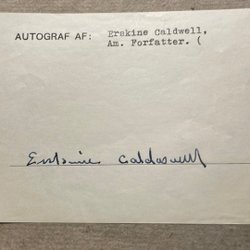 AUTOGRAF AF: Erskine Caldwell,
Am. Forfatter. (
Erskine Caldwell